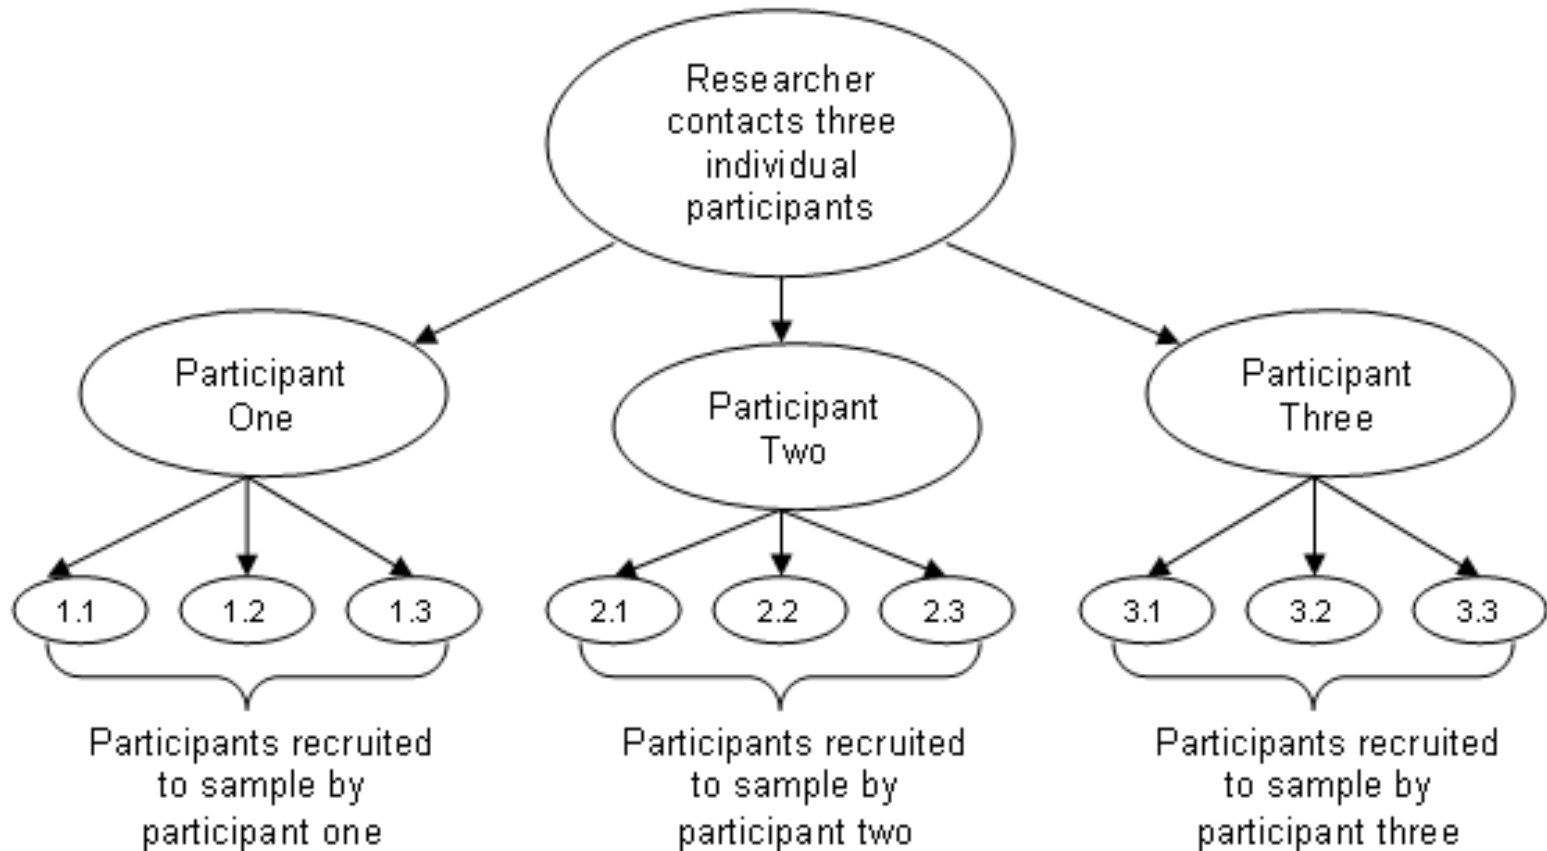 Researcher
contacts three
individual
participants
Participant
One
Participant
Two
Participant
Three
1.1
1.2
1.3
2.1
2.2
2.3
3.1
3.2
3.3
Participants recruited
to sample by
participant one
Participants recruited
to sample by
participant two
Participants recruited
to sample by
participant three